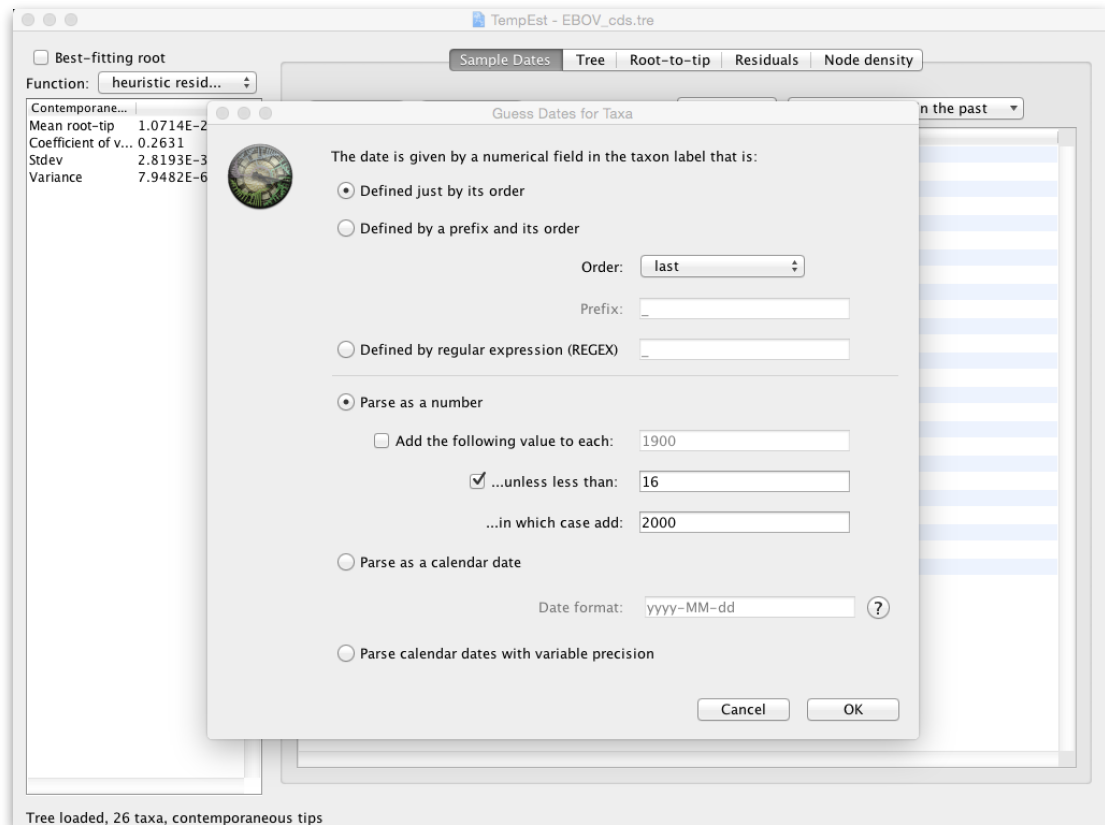 TempEst - EBOV_cds.tre
Best-fitting root
Function: heuristic resid...
Sample Dates Tree Root-to-tip Residuals Node density
Contemporane...
Mean root-tip 1.0714E-2
Coefficient of v... 0.2631
Stdev 2.8193E-3
Variance 7.9482E-6
n the past
Guess Dates for Taxa
The date is given by a numerical field in the taxon label that is:
Defined just by its order
Defined by a prefix and its order
Order: last
Prefix: _
Defined by regular expression (REGEX) _
Parse as a number
Add the following value to each: 1900
...unless less than: 16
...in which case add: 2000
Parse as a calendar date
Date format: yyyy-MM-dd ?
Parse calendar dates with variable precision
Cancel OK
Tree loaded, 26 taxa, contemporaneous tips